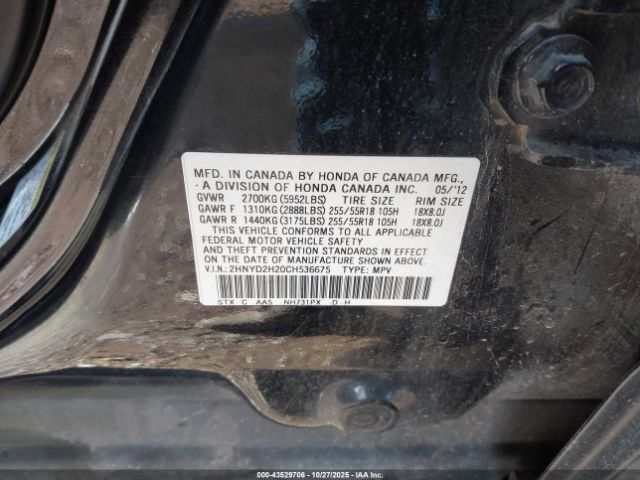 MFD. IN CANADA BY HONDA OF CANADA MFG.,
A DIVISION OF HONDA CANADA INC. 05/'12
GVWR 2700KG (5952LBS) TIRE SIZE RIM SIZE
GAWR F 1310KG (2888LBS) 255/55R18 105H 18X8.0J
GAWR R 1440KG (3175LBS) 255/55R18 105H 18X8.0J
THIS VEHICLE CONFORMS TO ALL APPLICABLE
FEDERAL MOTOR VEHICLE SAFETY
AND THEFT PREVENTION STANDARDS IN EFFECT
ON THE DATE OF MANUFACTURE SHOWN ABOVE.
V.I.N.: 2HNYD2H20CH536675 TYPE: MPV
STX C AA5 NH731PX D H
000-43529706 | 10/27/2025 | IAA INC.